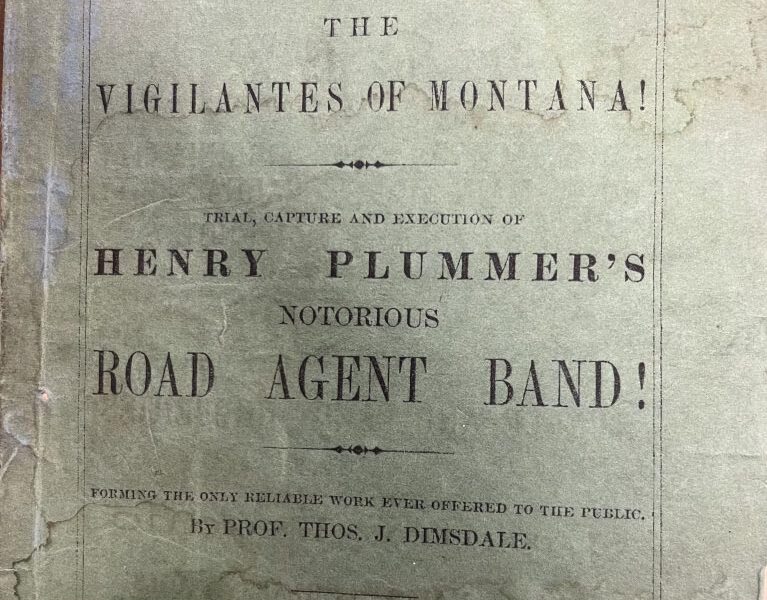 THE
VIGILANTES OF MONTANA!
TRIAL, CAPTURE AND EXECUTION OF
HENRY PLUMMER'S
NOTORIOUS
ROAD AGENT BAND!
FORMING THE ONLY RELIABLE WORK EVER OFFERED TO THE PUBLIC.
By PROF. THOS. J. DIMSDALE.